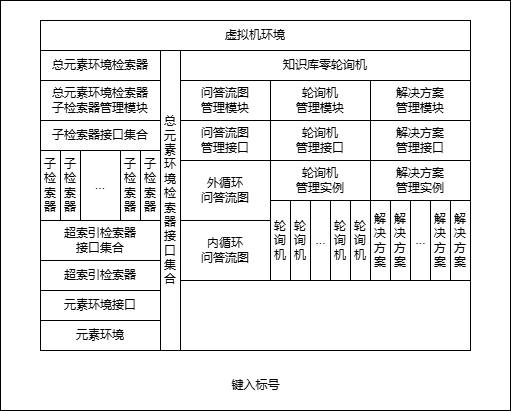 虚拟机环境
总元素环境检索器
总元素环境
子检索器管理模块
子检索器接口集合
子检索器
子检索器
...
子检索器
子检索器
超索引检索器
接口集合
超索引检索器
元素环境接口
元素环境
总元素环境检索器接口集合
知识库零轮询机
问答流图
管理模块
轮询机
管理模块
解决方案
管理模块
问答流图
管理接口
轮询机
管理接口
解决方案
管理接口
外循环
问答流图
轮询机
管理实例
解决方案
管理实例
内循环
问答流图
轮询机
轮询机
...
轮询机
轮询机
解决方案
解决方案
...
解决方案
解决方案
键入标号